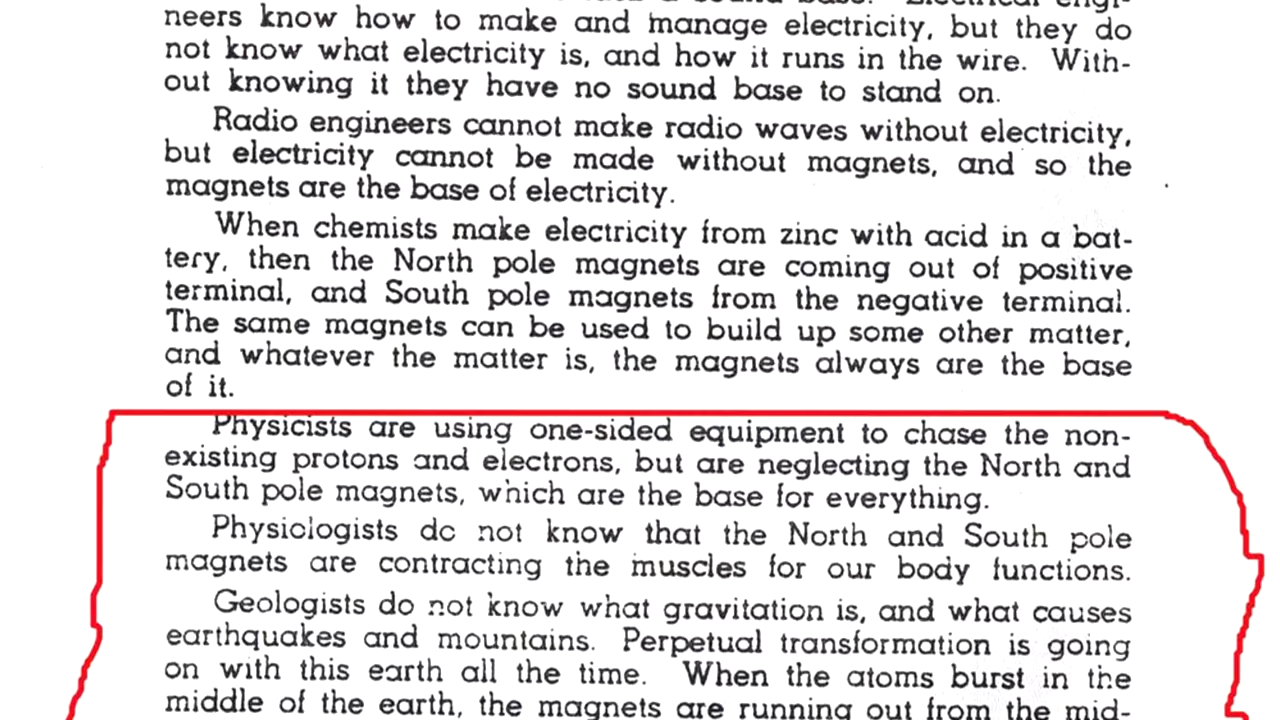 neers know how to make and manage electricity, but they do
not know what electricity is, and how it runs in the wire. With-
out knowing it they have no sound base to stand on.
Radio engineers cannot make radio waves without electricity,
but electricity cannot be made without magnets, and so the
magnets are the base of electricity.
When chemists make electricity from zinc with acid in a bat-
tery, then the North pole magnets are coming out of positive
terminal, and South pole magnets from the negative terminal.
The same magnets can be used to build up some other matter,
and whatever the matter is, the magnets always are the base
of it.
Physicists are using one-sided equipment to chase the non-
existing protons and electrons, but are neglecting the North and
South pole magnets, which are the base for everything.
Physiologists do not know that the North and South pole
magnets are contracting the muscles for our body functions.
Geologists do not know what gravitation is, and what causes
earthquakes and mountains. Perpetual transformation is going
on with this earth all the time. When the atoms burst in the
middle of the earth, the magnets are running out from the mid-